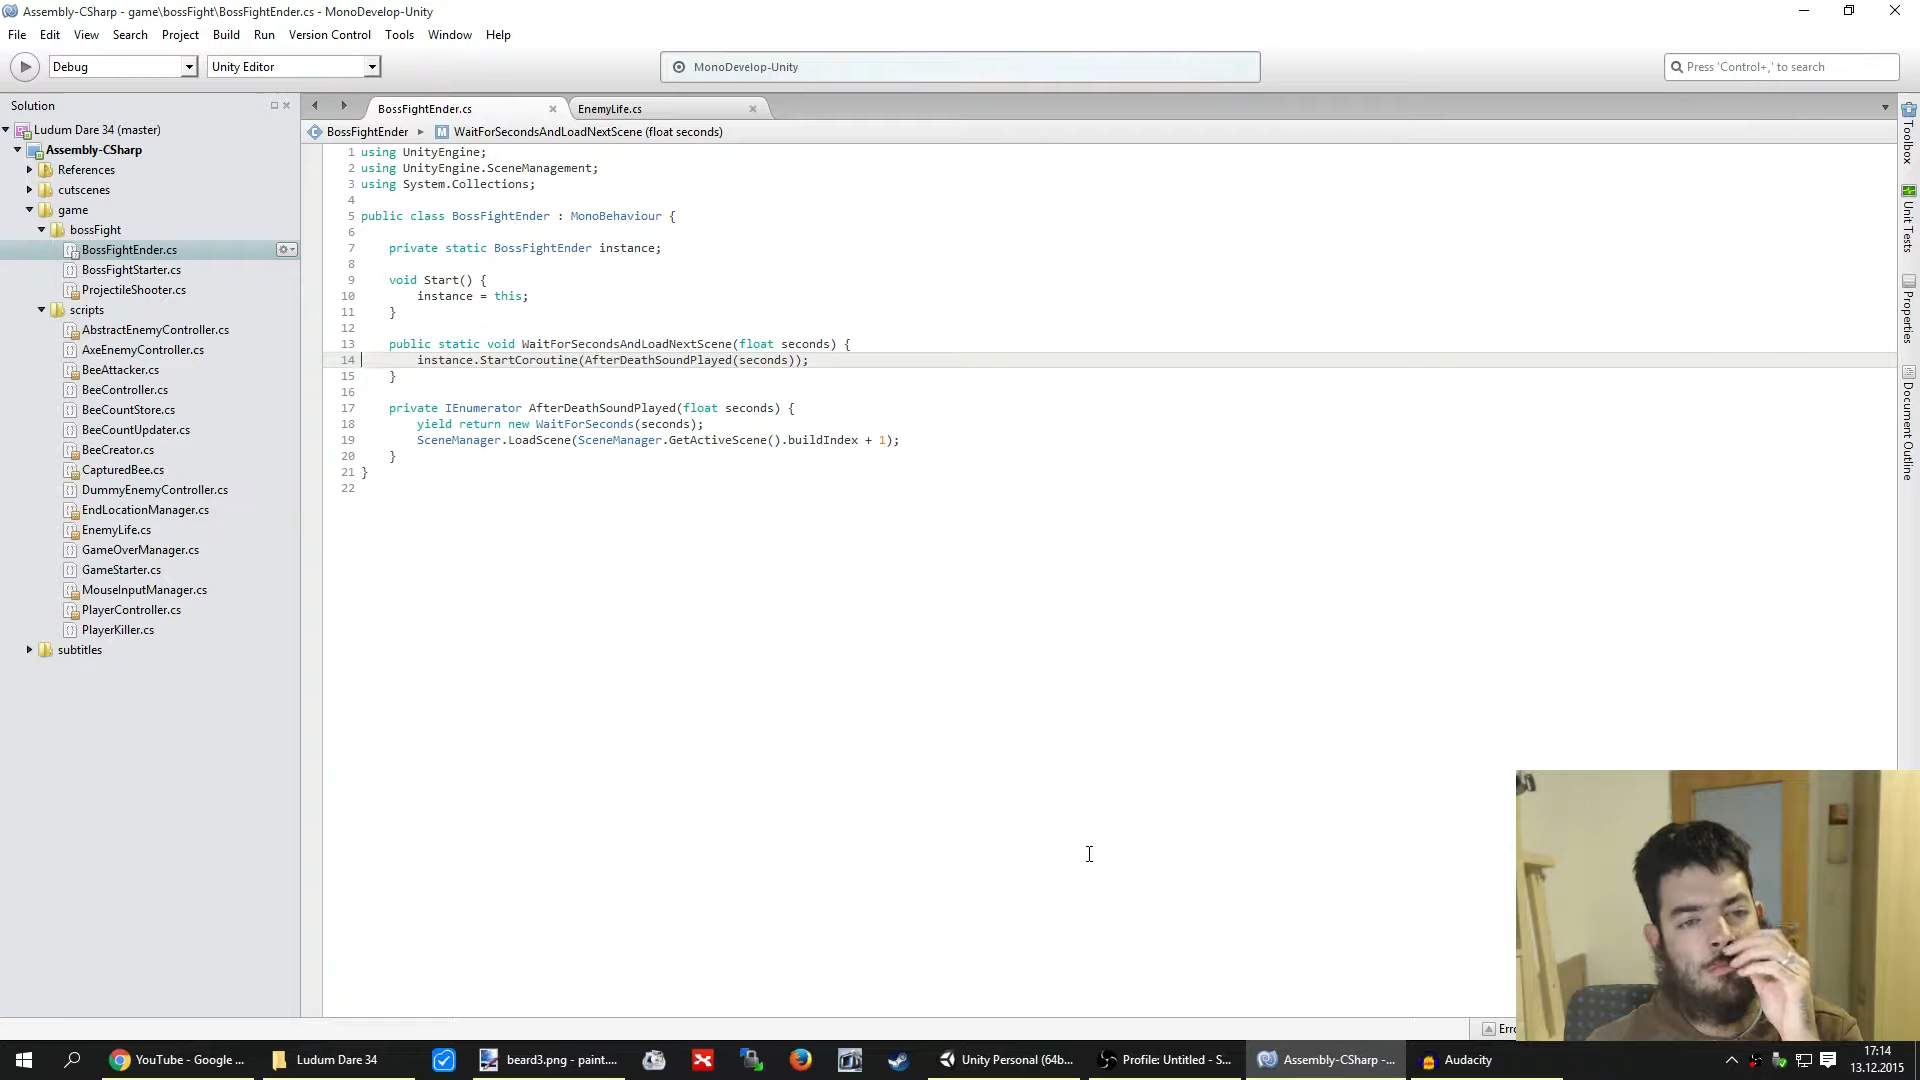 Assembly-CSharp - game\bossFight\BossFightEnder.cs - MonoDevelop-Unity
File Edit View Search Project Build Run Version Control Tools Window Help
Debug Unity Editor MonoDevelop-Unity Press 'Control+,' to search
Solution
Ludum Dare 34 (master)
Assembly-CSharp
References
cutscenes
game
bossFight
BossFightEnder.cs
BossFightStarter.cs
ProjectileShooter.cs
scripts
AbstractEnemyController.cs
AxeEnemyController.cs
BeeAttacker.cs
BeeController.cs
BeeCountStore.cs
BeeCountUpdater.cs
BeeCreator.cs
CapturedBee.cs
DummyEnemyController.cs
EndLocationManager.cs
EnemyLife.cs
GameOverManager.cs
GameStarter.cs
MouseInputManager.cs
PlayerController.cs
PlayerKiller.cs
subtitles
BossFightEnder.cs EnemyLife.cs
BossFightEnder WaitForSecondsAndLoadNextScene (float seconds)
1 using UnityEngine;
2 using UnityEngine.SceneManagement;
3 using System.Collections;
4
5 public class BossFightEnder : MonoBehaviour {
6
7 private static BossFightEnder instance;
8
9 void Start() {
10 instance = this;
11 }
12
13 public static void WaitForSecondsAndLoadNextScene(float seconds) {
14 instance.StartCoroutine(AfterDeathSoundPlayed(seconds));
15 }
16
17 private IEnumerator AfterDeathSoundPlayed(float seconds) {
18 yield return new WaitForSeconds(seconds);
19 SceneManager.LoadScene(SceneManager.GetActiveScene().buildIndex + 1);
20 }
21 }
22
Toolbox
Unit Tests
Properties
Document Outline
Erro
YouTube - Google ... Ludum Dare 34 beard3.png - paint.... Unity Personal (64b... Profile: Untitled - S... Assembly-CSharp -... Audacity
17:14
13.12.2015